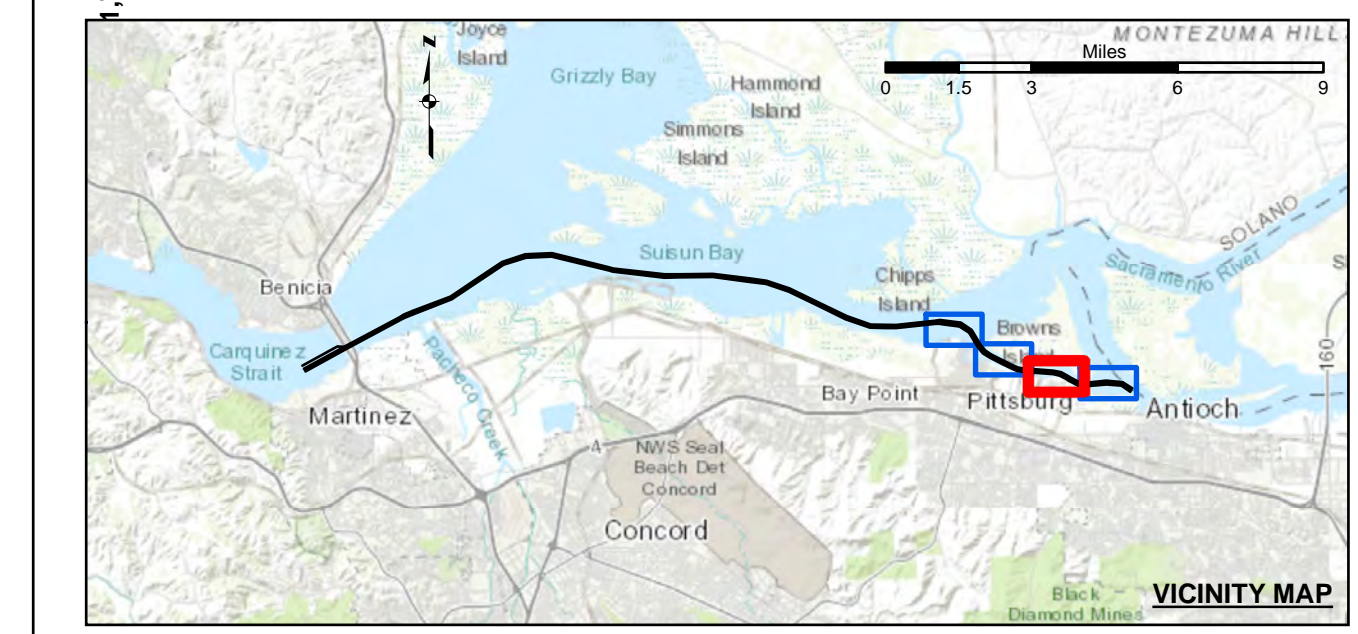 Joyce
Island
N
MONTEZUMA HILL
Miles
0 1.5 3 6 9
Grizzly Bay
Hammond
Island
Simmons
Island
SOLANO
Sacramento River
Suisun Bay
Chipps
Island
Benicia
Browns
Island
Carquinez
Strait
160
Pacheco Creek
Bay Point
Pittsburg
Antioch
Martinez
4
NWS Seal
Beach Det
Concord
Concord
Black
Diamond Mines
VICINITY MAP